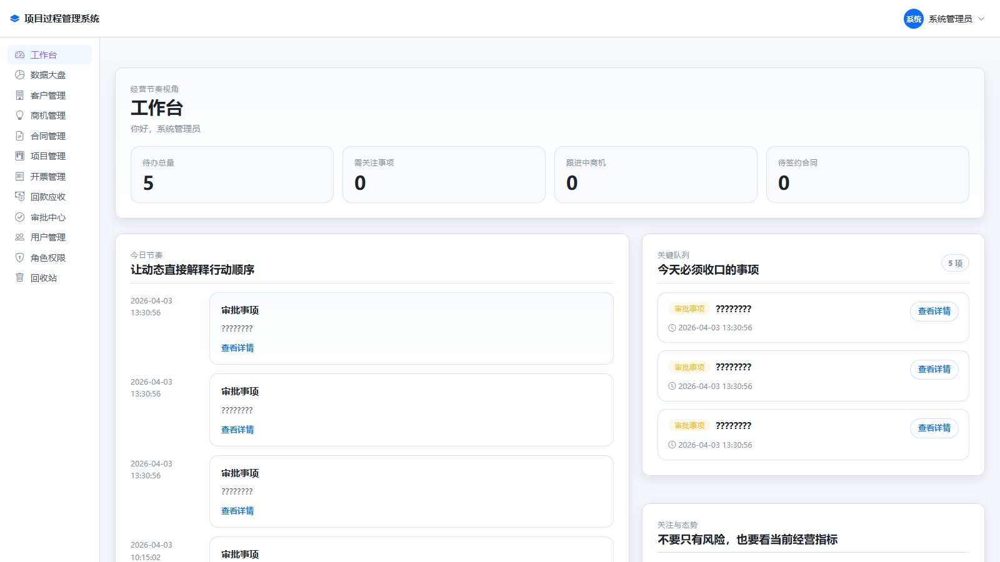 项目过程管理系统
系统
系统管理员
工作台
数据大盘
客户管理
商机管理
合同管理
项目管理
开票管理
回款应收
审批中心
用户管理
角色权限
回收站
经营节奏视角
工作台
你好，系统管理员
待办总量
5
需关注事项
0
跟进中商机
0
待签约合同
0
今日节奏
让动态直接解释行动顺序
2026-04-03
13:30:56
审批事项
????????
查看详情
2026-04-03
13:30:56
审批事项
????????
查看详情
2026-04-03
13:30:56
审批事项
????????
查看详情
2026-04-03
10:15:02
审批事项
关键队列
今天必须收口的事项
5 项
审批事项 ????????
2026-04-03 13:30:56
查看详情
审批事项 ????????
2026-04-03 13:30:56
查看详情
审批事项 ????????
2026-04-03 13:30:56
查看详情
关注与态势
不要只有风险，也要看当前经营指标